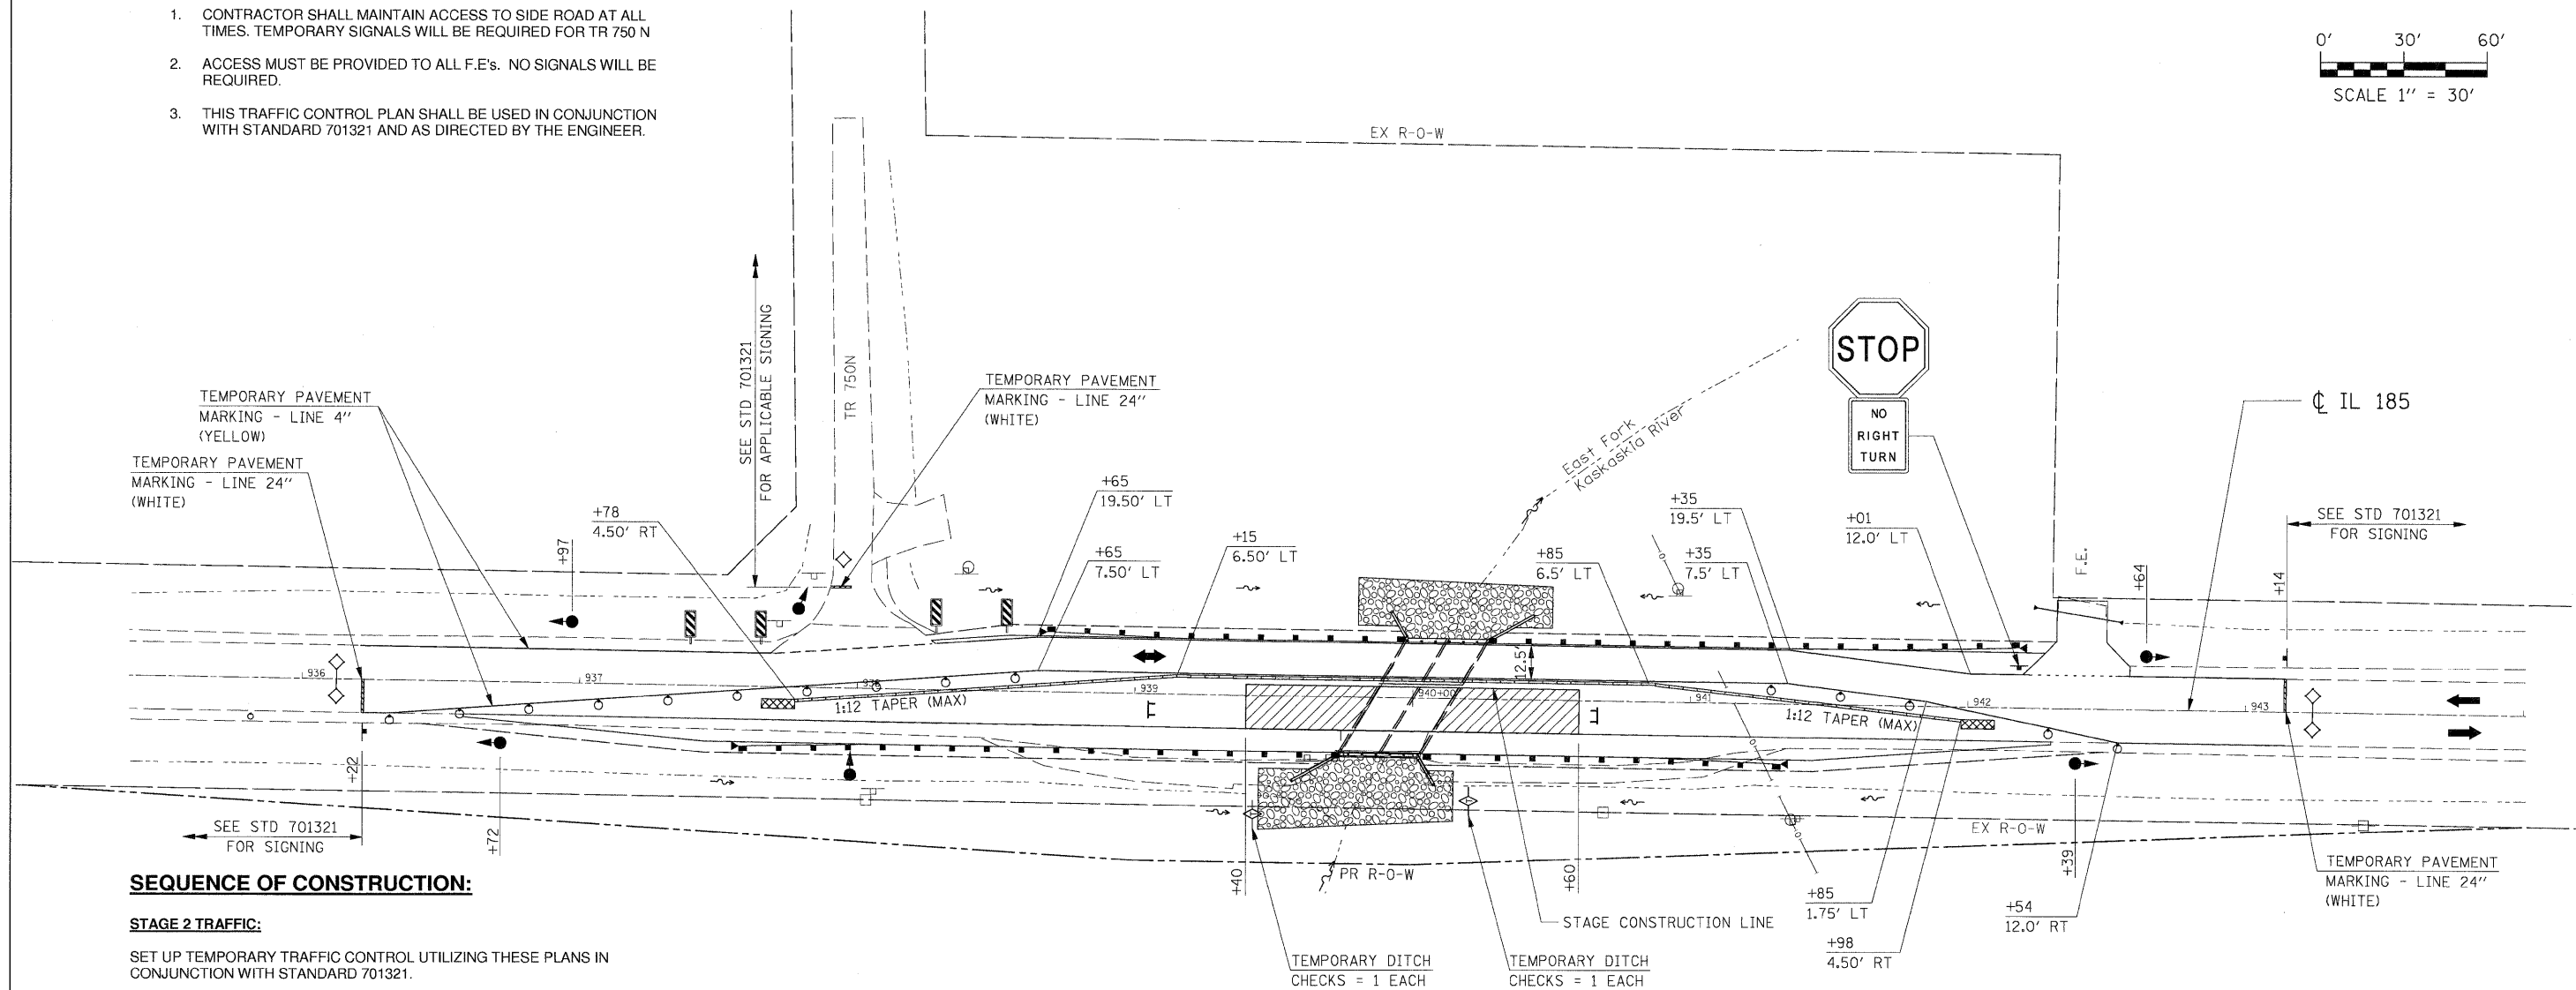 1. CONTRACTOR SHALL MAINTAIN ACCESS TO SIDE ROAD AT ALL
TIMES. TEMPORARY SIGNALS WILL BE REQUIRED FOR TR 750 N
2. ACCESS MUST BE PROVIDED TO ALL F.E's. NO SIGNALS WILL BE
REQUIRED.
3. THIS TRAFFIC CONTROL PLAN SHALL BE USED IN CONJUNCTION
WITH STANDARD 701321 AND AS DIRECTED BY THE ENGINEER.
0' 30' 60'
SCALE 1'' = 30'
EX R-O-W
SEE STD 701321
FOR APPLICABLE SIGNING
TR 750N
TEMPORARY PAVEMENT
MARKING - LINE 4''
(YELLOW)
TEMPORARY PAVEMENT
MARKING - LINE 24''
(WHITE)
TEMPORARY PAVEMENT
MARKING - LINE 24''
(WHITE)
STOP
NO
RIGHT
TURN
℄ IL 185
East Fork
Kaskaskia River
+97
+78
4.50' RT
+65
19.50' LT
+65
7.50' LT
+15
6.50' LT
+85
6.5' LT
+35
19.5' LT
+35
7.5' LT
+01
12.0' LT
F.E.
+64
+14
SEE STD 701321
FOR SIGNING
936
937
938
939
940+00
941
942
943
12.5'
1:12 TAPER (MAX)
1:12 TAPER (MAX)
+22
+72
SEE STD 701321
FOR SIGNING
+40
PR R-O-W
+60
EX R-O-W
+39
+85
1.75' LT
+98
4.50' RT
+54
12.0' RT
TEMPORARY PAVEMENT
MARKING - LINE 24''
(WHITE)
STAGE CONSTRUCTION LINE
TEMPORARY DITCH
CHECKS = 1 EACH
TEMPORARY DITCH
CHECKS = 1 EACH
SEQUENCE OF CONSTRUCTION:
STAGE 2 TRAFFIC:
SET UP TEMPORARY TRAFFIC CONTROL UTILIZING THESE PLANS IN
CONJUNCTION WITH STANDARD 701321.